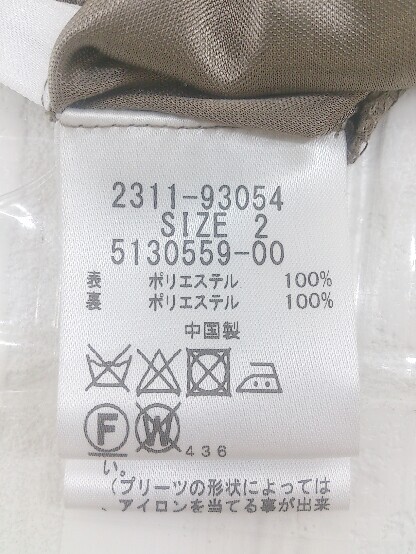 2311-93054
SIZE 2
5130559-00
表 ポリエステル 100%
裏 ポリエステル 100%
中国製
F W 436
い。
(プリーツの形状によっては
、アイロンを当てる事が出来